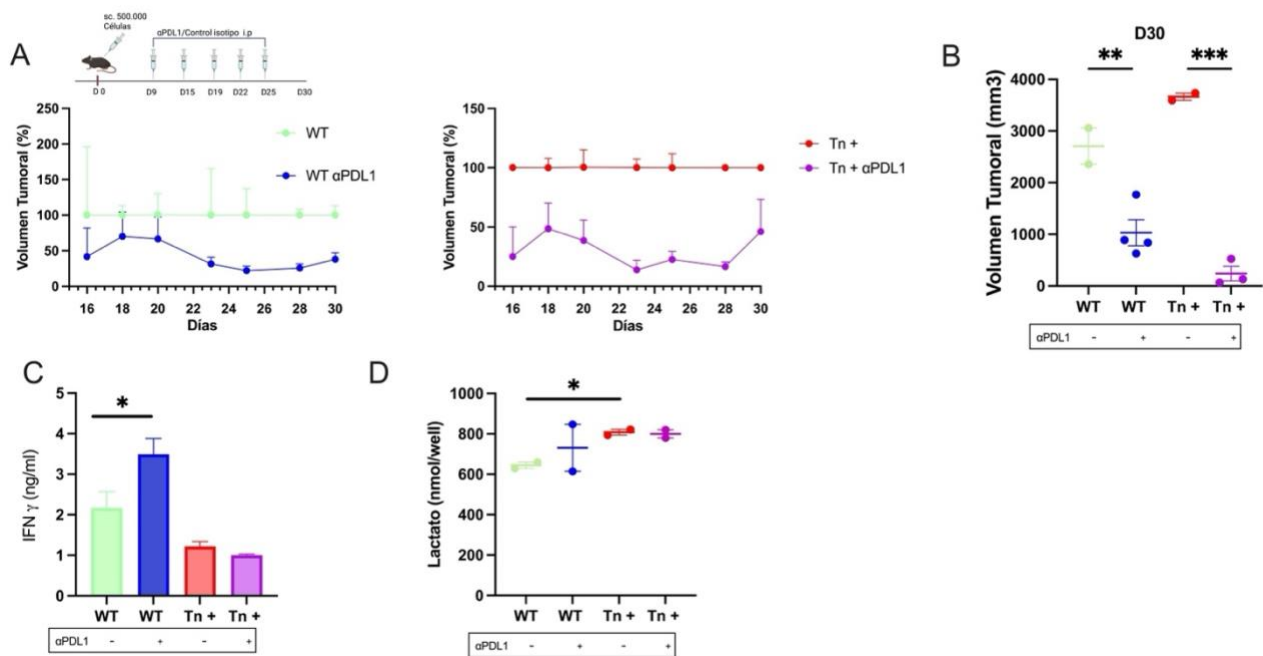 A
sc. 500.000
Células
αPDL1/Control isotipo i.p
D 0
D9
D15
D19
D22
D25
D30
Volumen Tumoral (%)
250
200
150
100
50
0
16
18
20
22
24
26
28
30
Días
WT
WT αPDL1
Volumen Tumoral (%)
150
100
50
0
16
18
20
22
24
26
28
30
Días
Tn +
Tn + αPDL1
B
D30
**
***
Volumen Tumoral (mm3)
4000
3000
2000
1000
0
WT
WT
Tn +
Tn +
αPDL1 - + - +
C
*
IFN γ (ng/ml)
5
4
3
2
1
0
WT
WT
Tn +
Tn +
αPDL1 - + - +
D
*
Lactato (nmol/well)
1000
800
600
400
200
0
WT
WT
Tn +
Tn +
αPDL1 - + - +